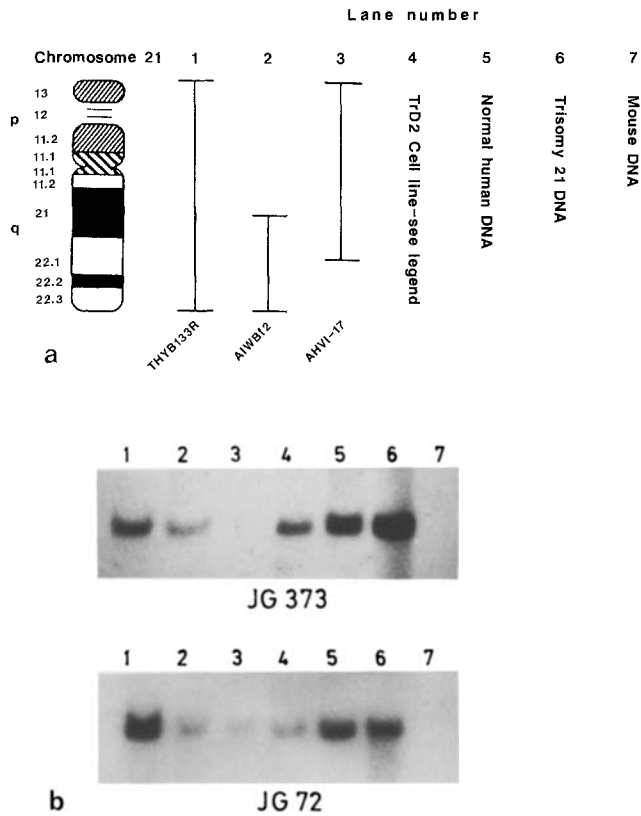 Lane number
Chromosome 21 1 2 3 4 5 6 7
13
12
p
11.2
11.1
11.1
11.2
21
q
22.1
22.2
22.3
TrD2 Cell line-see legend
Normal human DNA
Trisomy 21 DNA
Mouse DNA
THYB133R
AIWBf2
AHVI-17
a
1 2 3 4 5 6 7
JG 373
1 2 3 4 5 6 7
b
JG 72